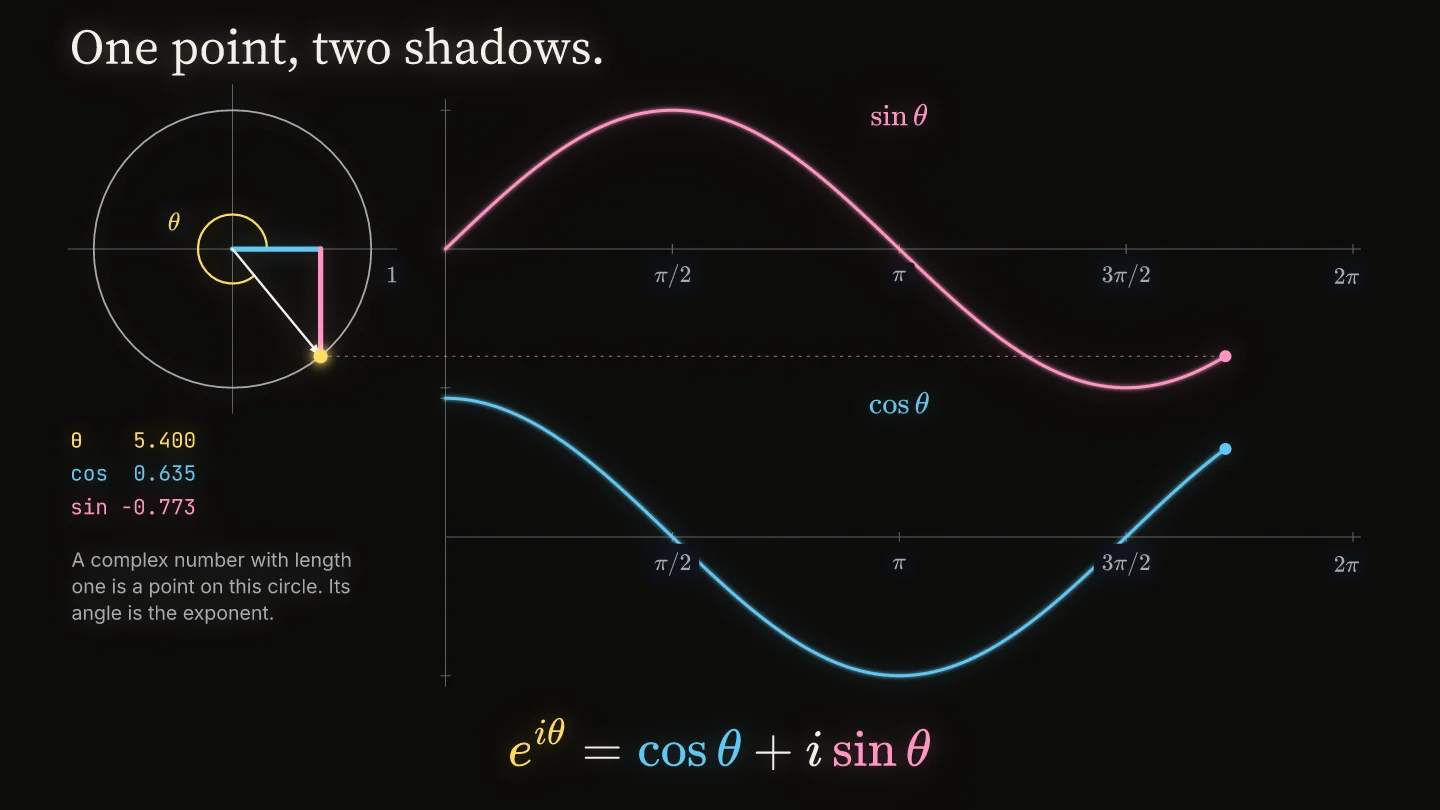 One point, two shadows.
sin θ
θ
1
π/2
π
3π/2
2π
cos θ
θ 5.400
cos 0.635
sin -0.773
π/2
π
3π/2
2π
A complex number with length
one is a point on this circle. Its
angle is the exponent.
e^{iθ} = cos θ + i sin θ